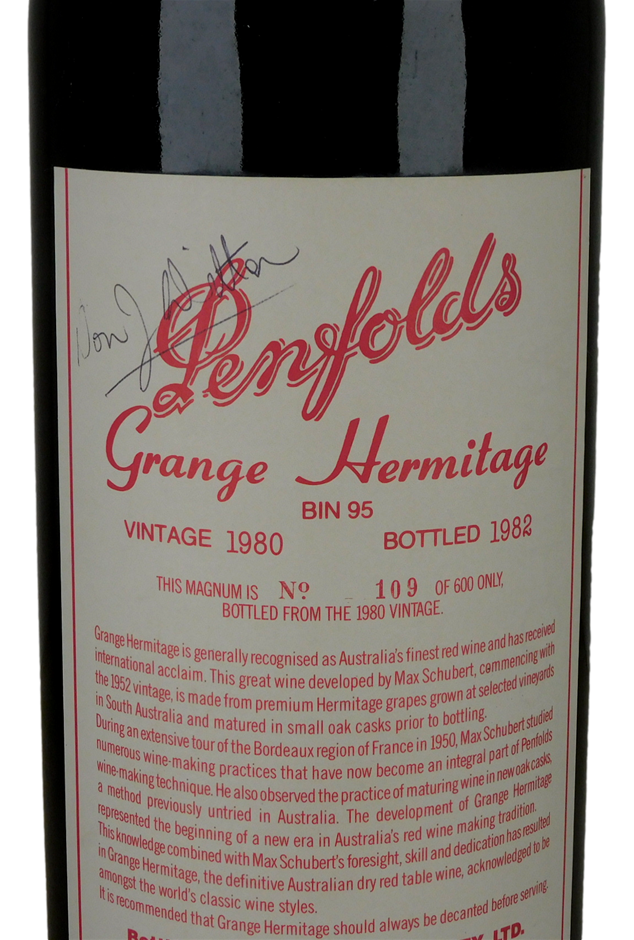 Penfolds
Grange Hermitage
BIN 95
VINTAGE 1980 BOTTLED 1982
THIS MAGNUM IS Nº 109 OF 600 ONLY,
BOTTLED FROM THE 1980 VINTAGE.
Grange Hermitage is generally recognised as Australia's finest red wine and has received
international acclaim. This great wine developed by Max Schubert, commencing with
the 1952 vintage, is made from premium Hermitage grapes grown at selected vineyards
in South Australia and matured in small oak casks prior to bottling.
During an extensive tour of the Bordeaux region of France in 1950, Max Schubert studied
numerous wine-making practices that have now become an integral part of Penfolds
wine-making technique. He also observed the practice of maturing wine in new oak casks,
a method previously untried in Australia. The development of Grange Hermitage
represented the beginning of a new era in Australia's red wine making tradition.
This knowledge combined with Max Schubert's foresight, skill and dedication has resulted
in Grange Hermitage, the definitive Australian dry red table wine, acknowledged to be
amongst the world's classic wine styles.
It is recommended that Grange Hermitage should always be decanted before serving.
LTD.